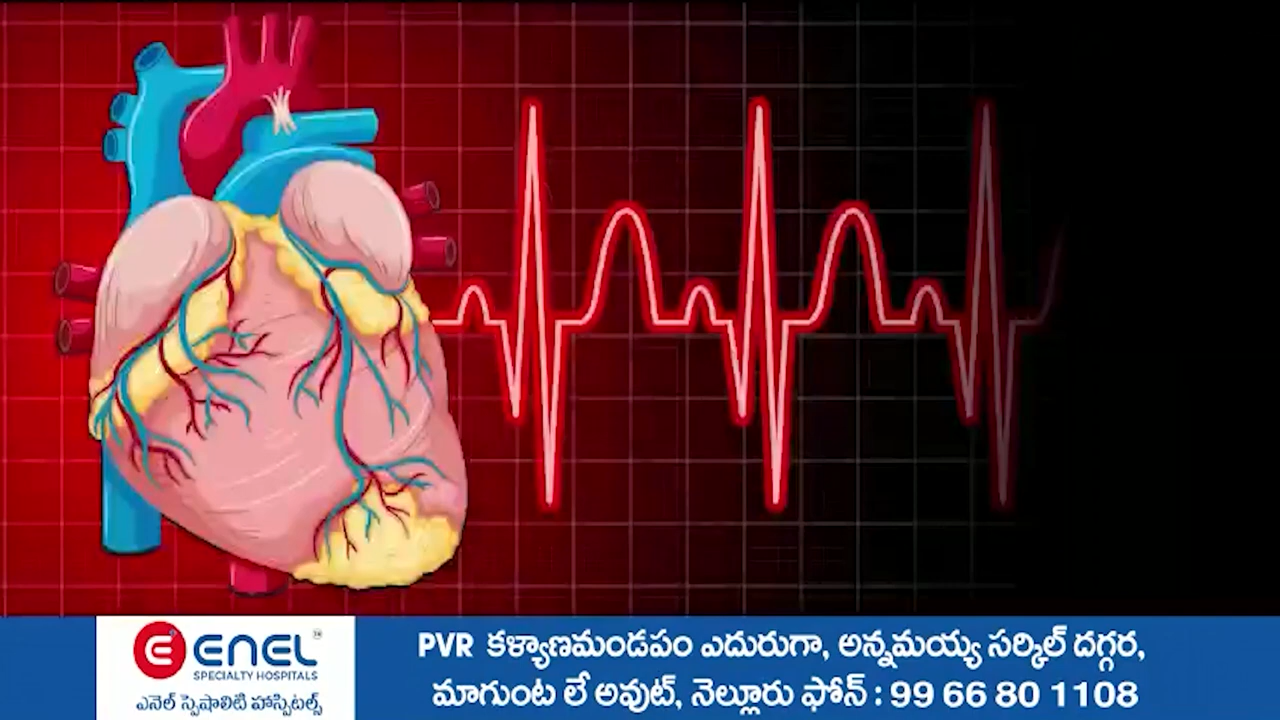 ENEL
SPECIALTY HOSPITALS
ఎనెల్ స్పెషాలిటి హాస్పిటల్స్
PVR కళ్యాణమండపం ఎదురుగా, అన్నమయ్య సర్కిల్ దగ్గర,
మాగుంట లే అవుట్, నెల్లూరు ఫోన్ : 99 66 80 1108